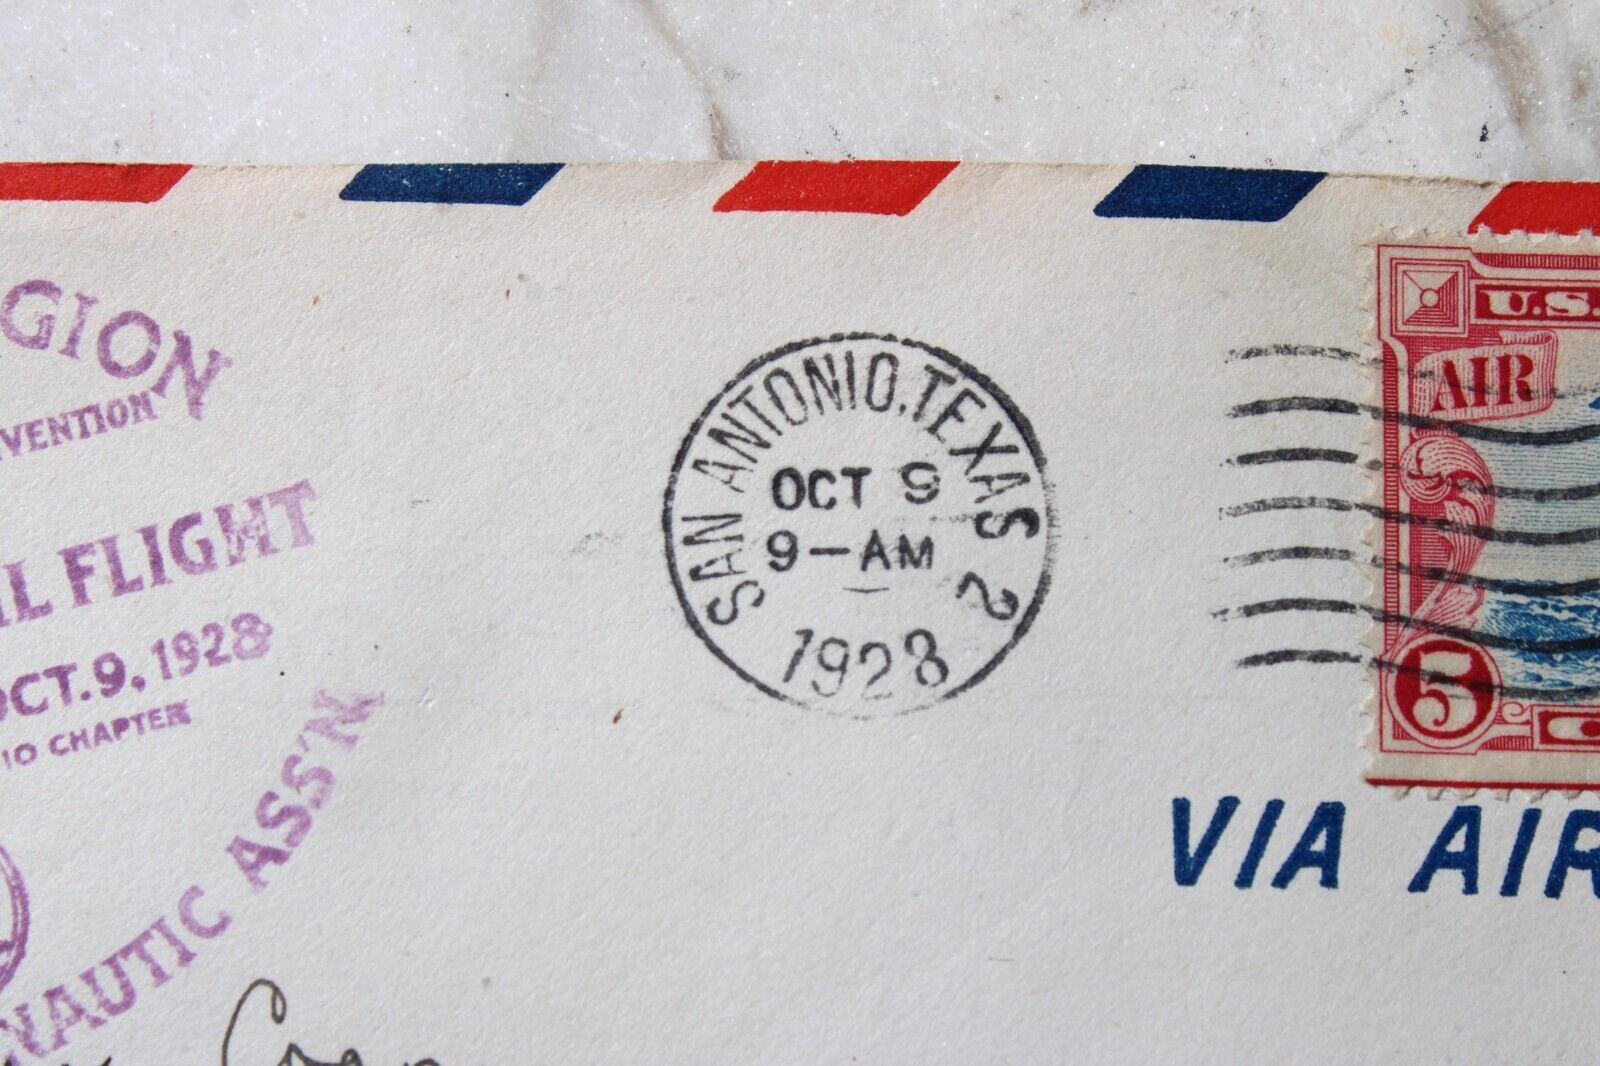 GION
VENTION
IL FLIGHT
OCT. 9, 1928
IO CHAPTER
NAUTIC ASS'N
SAN ANTONIO, TEXAS 2
OCT 9
9-AM
1928
U.S.
AIR
5
VIA AIR